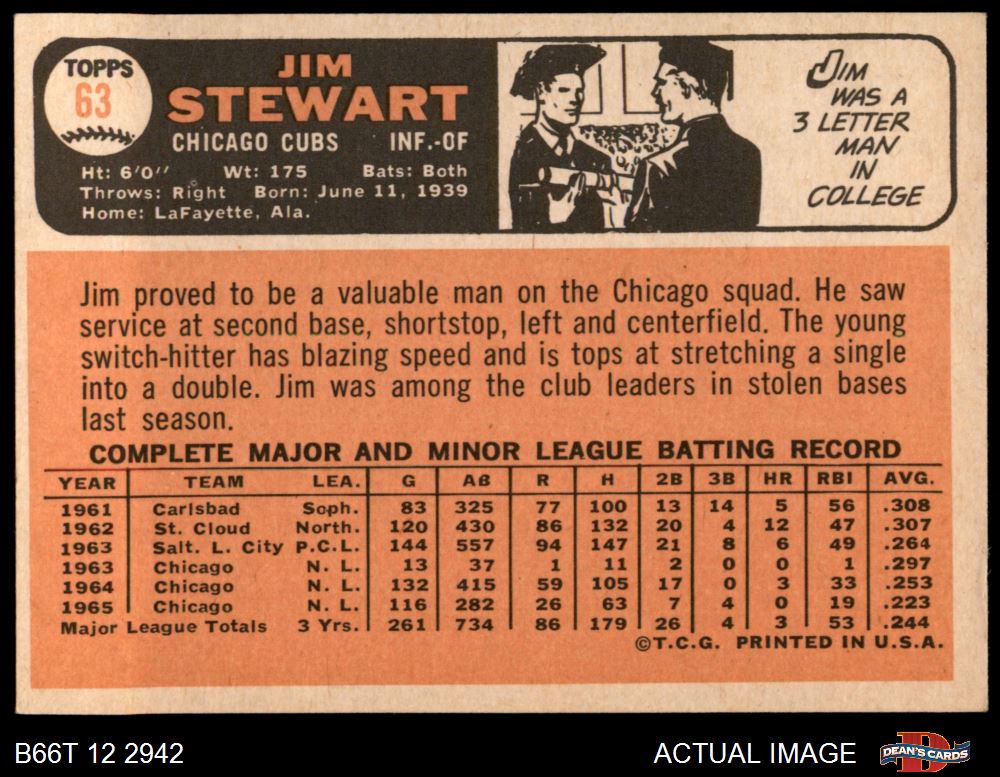 TOPPS
63
JIM
STEWART
CHICAGO CUBS INF.-OF
Ht: 6'0" Wt: 175 Bats: Both
Throws: Right Born: June 11, 1939
Home: LaFayette, Ala.
JIM
WAS A
3 LETTER
MAN
IN
COLLEGE
Jim proved to be a valuable man on the Chicago squad. He saw
service at second base, shortstop, left and centerfield. The young
switch-hitter has blazing speed and is tops at stretching a single
into a double. Jim was among the club leaders in stolen bases
last season.
COMPLETE MAJOR AND MINOR LEAGUE BATTING RECORD
YEAR TEAM LEA. G AB R H 2B 3B HR RBI AVG.
1961 Carlsbad Soph. 83 325 77 100 13 14 5 56 .308
1962 St. Cloud North. 120 430 86 132 20 4 12 47 .307
1963 Salt. L. City P.C.L. 144 557 94 147 21 8 6 49 .264
1963 Chicago N. L. 13 37 1 11 2 0 0 1 .297
1964 Chicago N. L. 132 415 59 105 17 0 3 33 .253
1965 Chicago N. L. 116 282 26 63 7 4 0 19 .223
Major League Totals 3 Yrs. 261 734 86 179 26 4 3 53 .244
©T.C.G. PRINTED IN U.S.A.
B66T 12 2942 ACTUAL IMAGE D DEAN'S CARDS